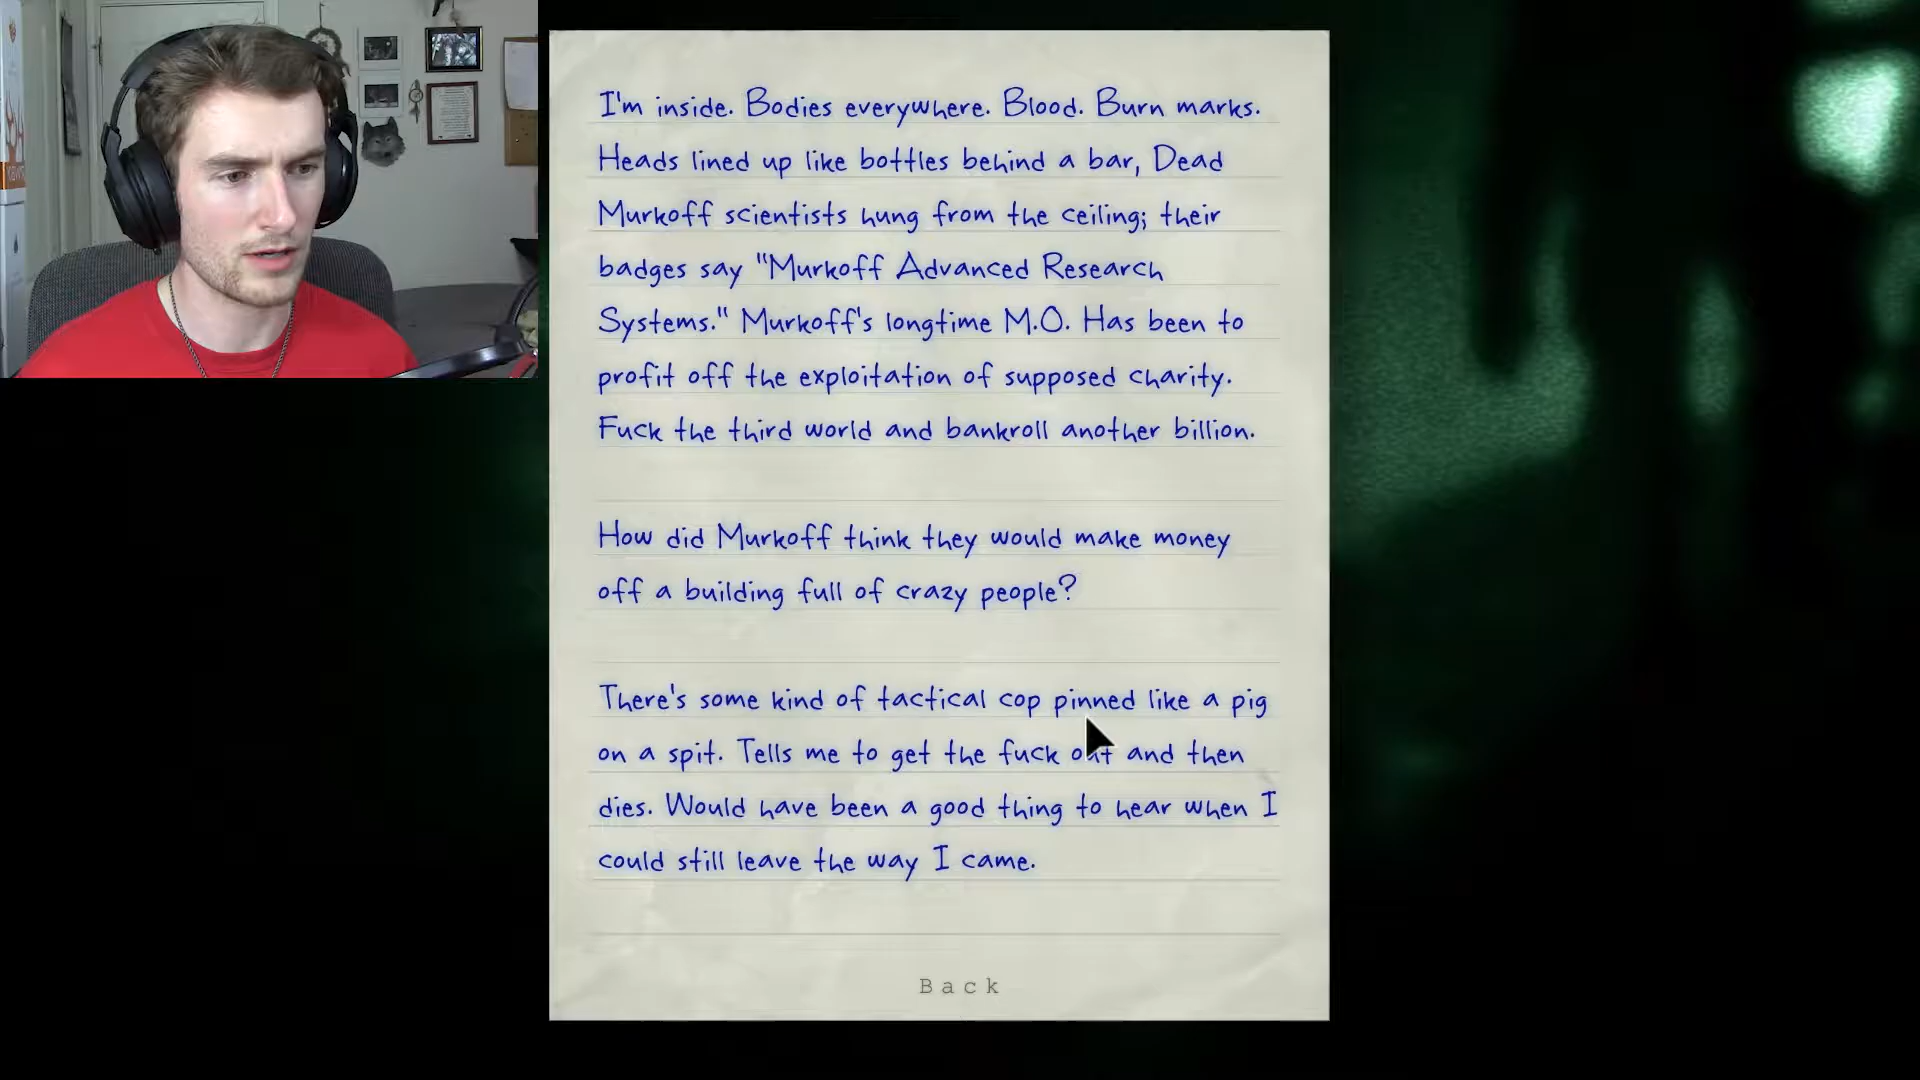 I'm inside. Bodies everywhere. Blood. Burn marks.
Heads lined up like bottles behind a bar, Dead
Murkoff scientists hung from the ceiling; their
badges say "Murkoff Advanced Research
Systems." Murkoff's longtime M.O. Has been to
profit off the exploitation of supposed charity.
Fuck the third world and bankroll another billion.
How did Murkoff think they would make money
off a building full of crazy people?
There's some kind of tactical cop pinned like a pig
on a spit. Tells me to get the fuck out and then
dies. Would have been a good thing to hear when I
could still leave the way I came.
Back